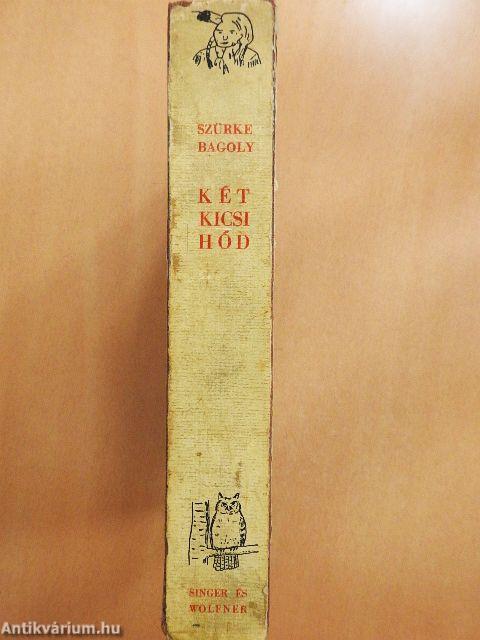 SZÜRKE
BAGOLY
KÉT
KICSI
HÓD
SINGER ÉS
WOLFNER
Antikvárium.hu